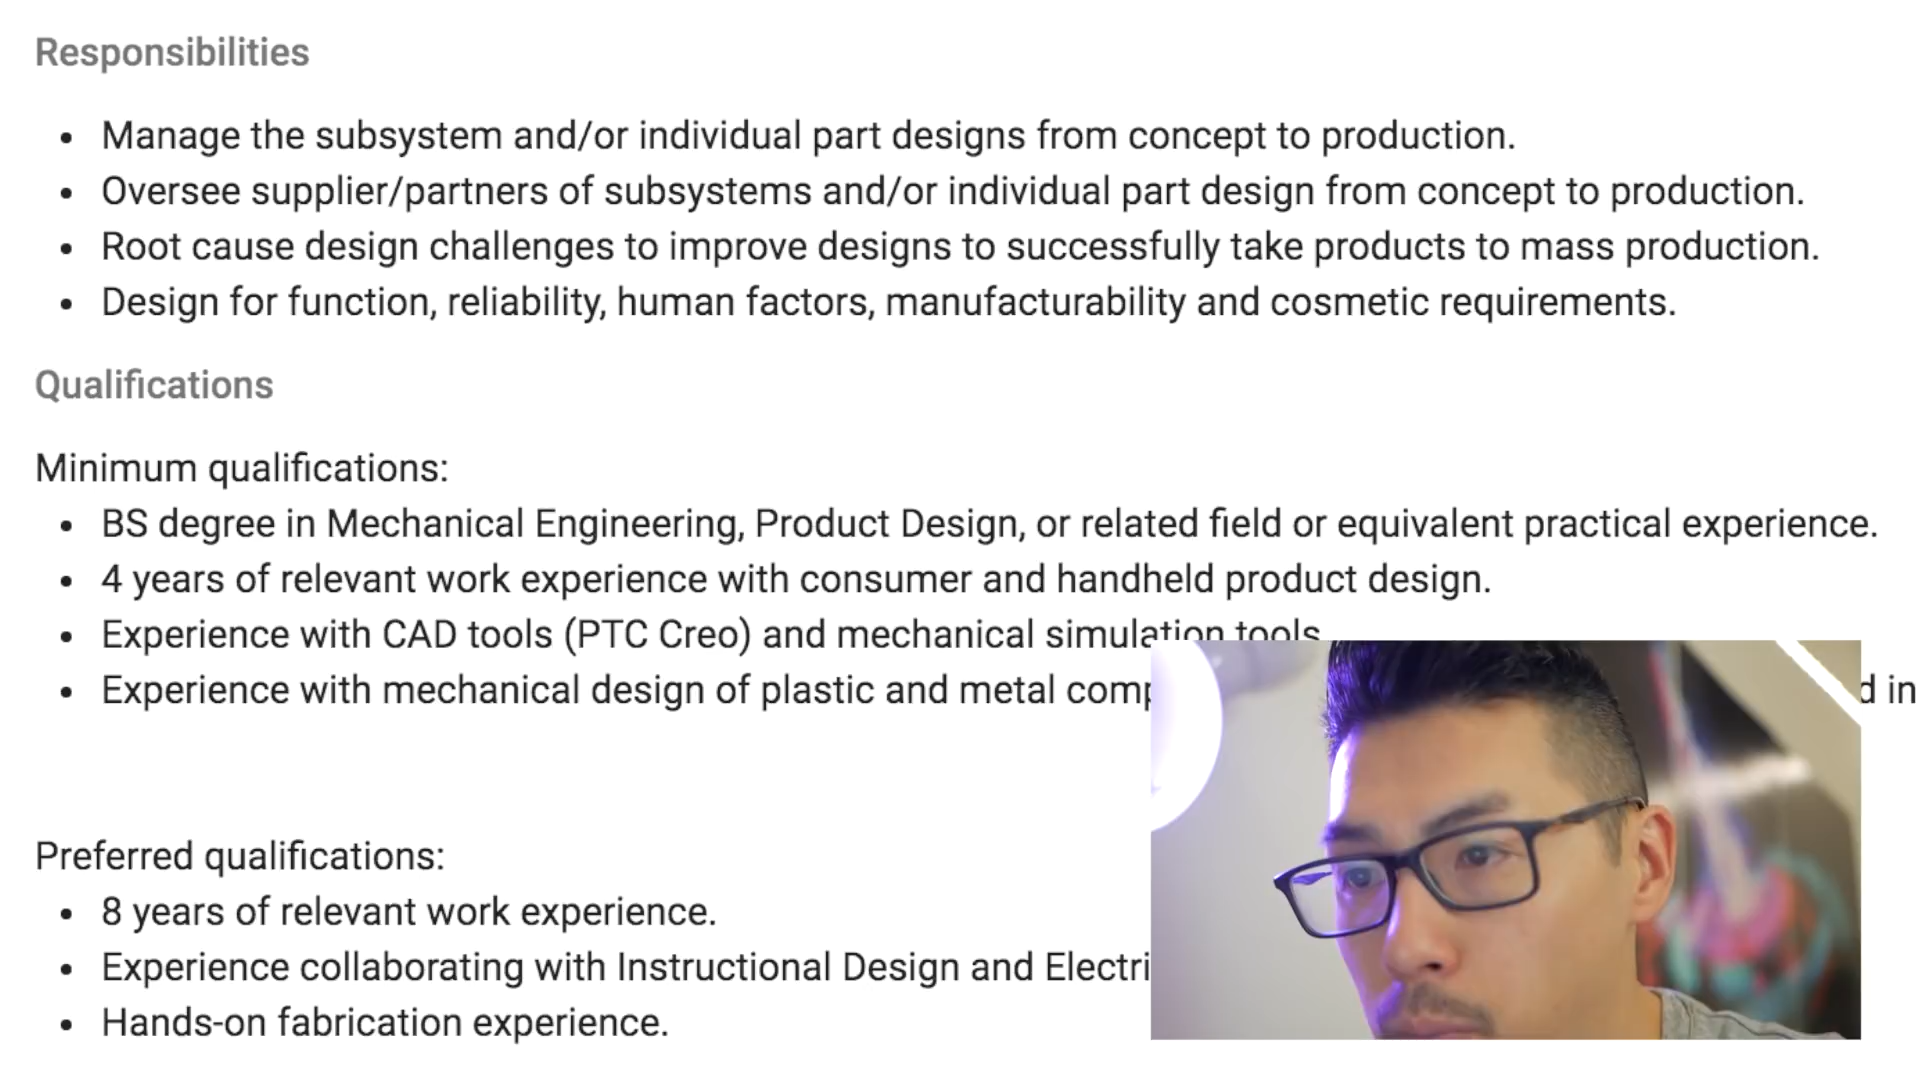 Responsibilities
• Manage the subsystem and/or individual part designs from concept to production.
• Oversee supplier/partners of subsystems and/or individual part design from concept to production.
• Root cause design challenges to improve designs to successfully take products to mass production.
• Design for function, reliability, human factors, manufacturability and cosmetic requirements.
Qualifications
Minimum qualifications:
• BS degree in Mechanical Engineering, Product Design, or related field or equivalent practical experience.
• 4 years of relevant work experience with consumer and handheld product design.
• Experience with CAD tools (PTC Creo) and mechanical simulation tools
• Experience with mechanical design of plastic and metal in
Preferred qualifications:
• 8 years of relevant work experience.
• Experience collaborating with Instructional Design and
• Hands-on fabrication experience.